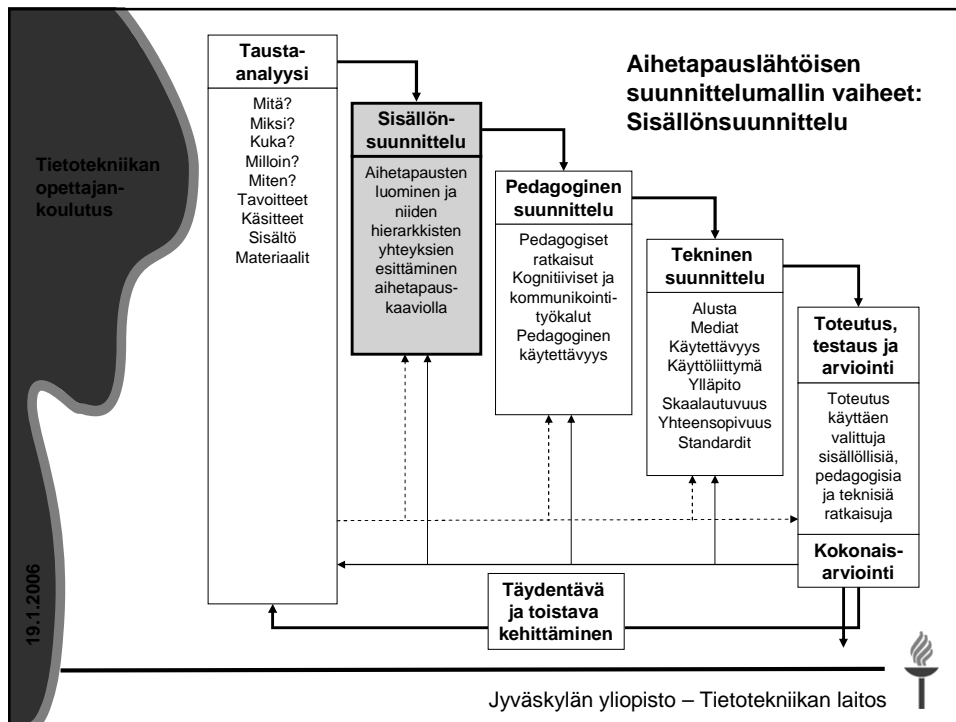 Aihetapauslähtöisen
suunnittelumallin vaiheet:
Sisällönsuunnittelu
Tietotekniikan
opettajan-
koulutus
19.1.2006
Tausta-
analyysi
Mitä?
Miksi?
Kuka?
Milloin?
Miten?
Tavoitteet
Käsitteet
Sisältö
Materiaalit
Sisällön-
suunnittelu
Aihetapausten
luominen ja
niiden
hierarkkisten
yhteyksien
esittäminen
aihetapaus-
kaaviolla
Pedagoginen
suunnittelu
Pedagogiset
ratkaisut
Kognitiiviset ja
kommunikointi-
työkalut
Pedagoginen
käytettävyys
Tekninen
suunnittelu
Alusta
Mediat
Käytettävyys
Käyttöliittymä
Ylläpito
Skaalautuvuus
Yhteensopivuus
Standardit
Toteutus,
testaus ja
arviointi
Toteutus
käyttäen
valittuja
sisällöllisiä,
pedagogisia
ja teknisiä
ratkaisuja
Kokonais-
arviointi
Täydentävä
ja toistava
kehittäminen
Jyväskylän yliopisto – Tietotekniikan laitos